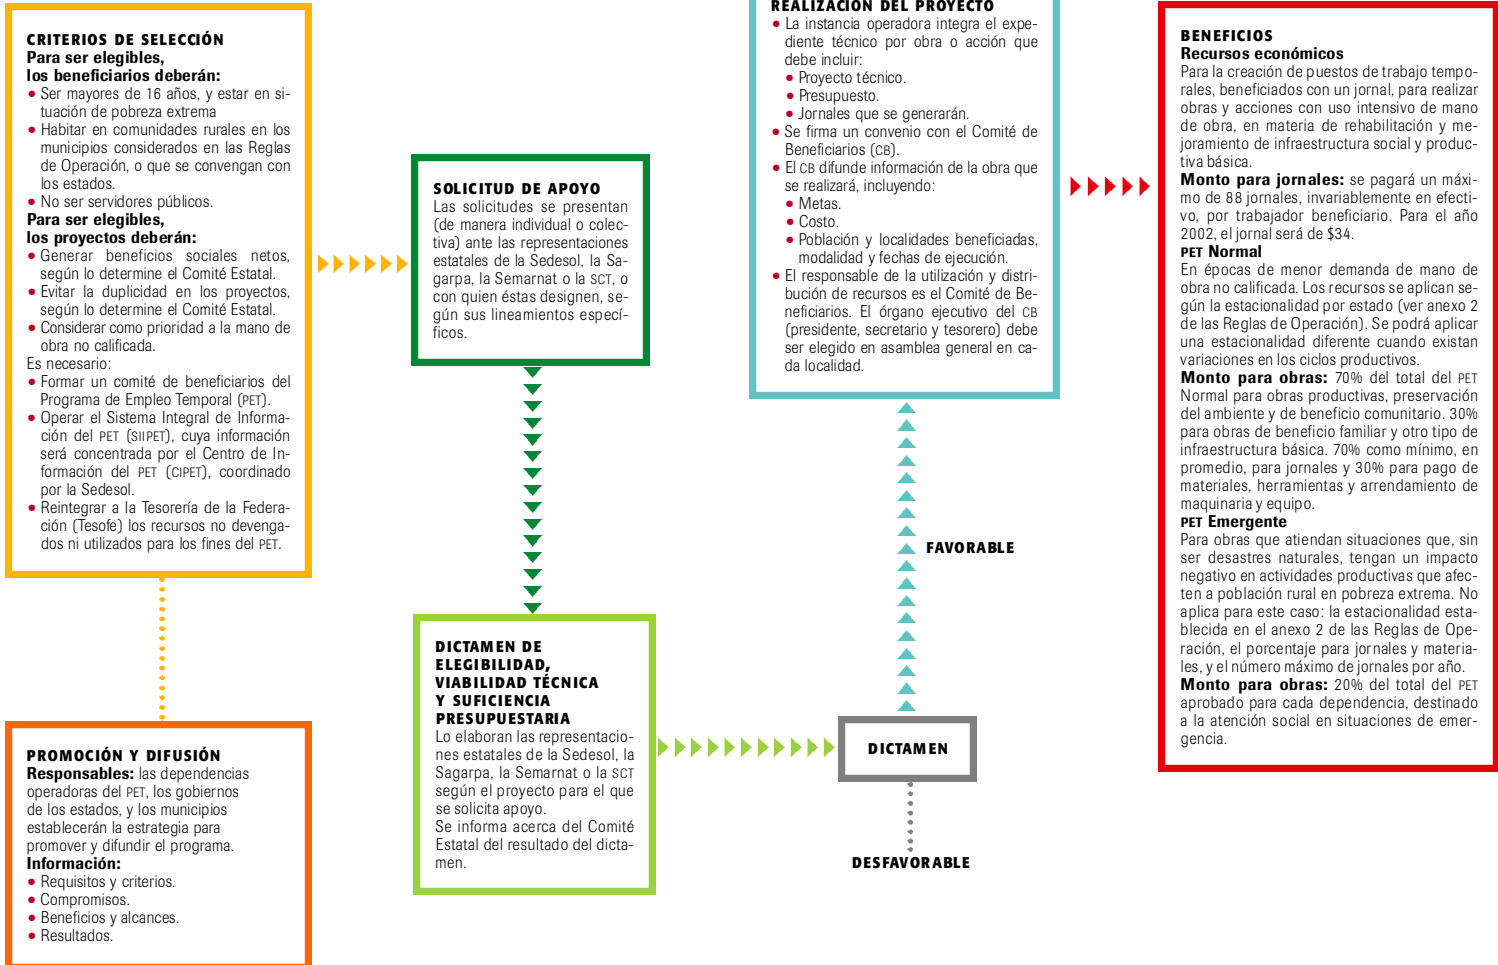 CRITERIOS DE SELECCIÓN
Para ser elegibles,
los beneficiarios deberán:
• Ser mayores de 16 años, y estar en si-
tuación de pobreza extrema
• Habitar en comunidades rurales en los
municipios considerados en las Reglas
de Operación, o que se convengan con
los estados.
• No ser servidores públicos.
Para ser elegibles,
los proyectos deberán:
• Generar beneficios sociales netos,
según lo determine el Comité Estatal.
• Evitar la duplicidad en los proyectos,
según lo determine el Comité Estatal.
• Considerar como prioridad a la mano de
obra no calificada.
Es necesario:
• Formar un comité de beneficiarios del
Programa de Empleo Temporal (PET).
• Operar el Sistema Integral de Informa-
ción del PET (SIIPET), cuya información
será concentrada por el Centro de In-
formación del PET (CIPET), coordinado
por la Sedesol.
• Reintegrar a la Tesorería de la Federa-
ción (Tesofe) los recursos no devenga-
dos ni utilizados para los fines del PET.
PROMOCIÓN Y DIFUSIÓN
Responsables: las dependencias
operadoras del PET, los gobiernos
de los estados, y los municipios
establecerán la estrategia para
promover y difundir el programa.
Información:
• Requisitos y criterios.
• Compromisos.
• Beneficios y alcances.
• Resultados.
SOLICITUD DE APOYO
Las solicitudes se presentan
(de manera individual o colec-
tiva) ante las representaciones
estatales de la Sedesol, la Sa-
garpa, la Semarnat o la SCT, o
con quien éstas designen, se-
gún sus lineamientos especí-
ficos.
DICTAMEN DE
ELEGIBILIDAD,
VIABILIDAD TÉCNICA
Y SUFICIENCIA
PRESUPUESTARIA
Lo elaboran las representacio-
nes estatales de la Sedesol, la
Sagarpa, la Semarnat o la SCT
según el proyecto para el que
se solicita apoyo.
Se informa acerca del Comité
Estatal del resultado del dicta-
men.
REALIZACIÓN DEL PROYECTO
• La instancia operadora integra el expe-
diente técnico por obra o acción que
debe incluir:
• Proyecto técnico.
• Presupuesto.
• Jornales que se generarán.
• Se firma un convenio con el Comité de
Beneficiarios (CB).
• El CB difunde información de la obra que
se realizará, incluyendo:
• Metas.
• Costo.
• Población y localidades beneficiadas,
modalidad y fechas de ejecución.
• El responsable de la utilización y distri-
bución de recursos es el Comité de Be-
neficiarios. El órgano ejecutivo del CB
(presidente, secretario y tesorero) debe
ser elegido en asamblea general en ca-
da localidad.
FAVORABLE
DICTAMEN
DESFAVORABLE
BENEFICIOS
Recursos económicos
Para la creación de puestos de trabajo tempo-
rales, beneficiados con un jornal, para realizar
obras y acciones con uso intensivo de mano
de obra, en materia de rehabilitación y me-
joramiento de infraestructura social y produc-
tiva básica.
Monto para jornales: se pagará un máxi-
mo de 88 jornales, invariablemente en efecti-
vo, por trabajador beneficiario. Para el año
2002, el jornal será de $34.
PET Normal
En épocas de menor demanda de mano de
obra no calificada. Los recursos se aplican se-
gún la estacionalidad por estado (ver anexo 2
de las Reglas de Operación). Se podrá aplicar
una estacionalidad diferente cuando existan
variaciones en los ciclos productivos.
Monto para obras: 70% del total del PET
Normal para obras productivas, preservación
del ambiente y de beneficio comunitario. 30%
para obras de beneficio familiar y otro tipo de
infraestructura básica. 70% como mínimo, en
promedio, para jornales y 30% para pago de
materiales, herramientas y arrendamiento de
maquinaria y equipo.
PET Emergente
Para obras que atiendan situaciones que, sin
ser desastres naturales, tengan un impacto
negativo en actividades productivas que afec-
ten a población rural en pobreza extrema. No
aplica para este caso: la estacionalidad esta-
blecida en el anexo 2 de las Reglas de Ope-
ración, el porcentaje para jornales y materia-
les, y el número máximo de jornales por año.
Monto para obras: 20% del total del PET
aprobado para cada dependencia, destinado
a la atención social en situaciones de emer-
gencia.